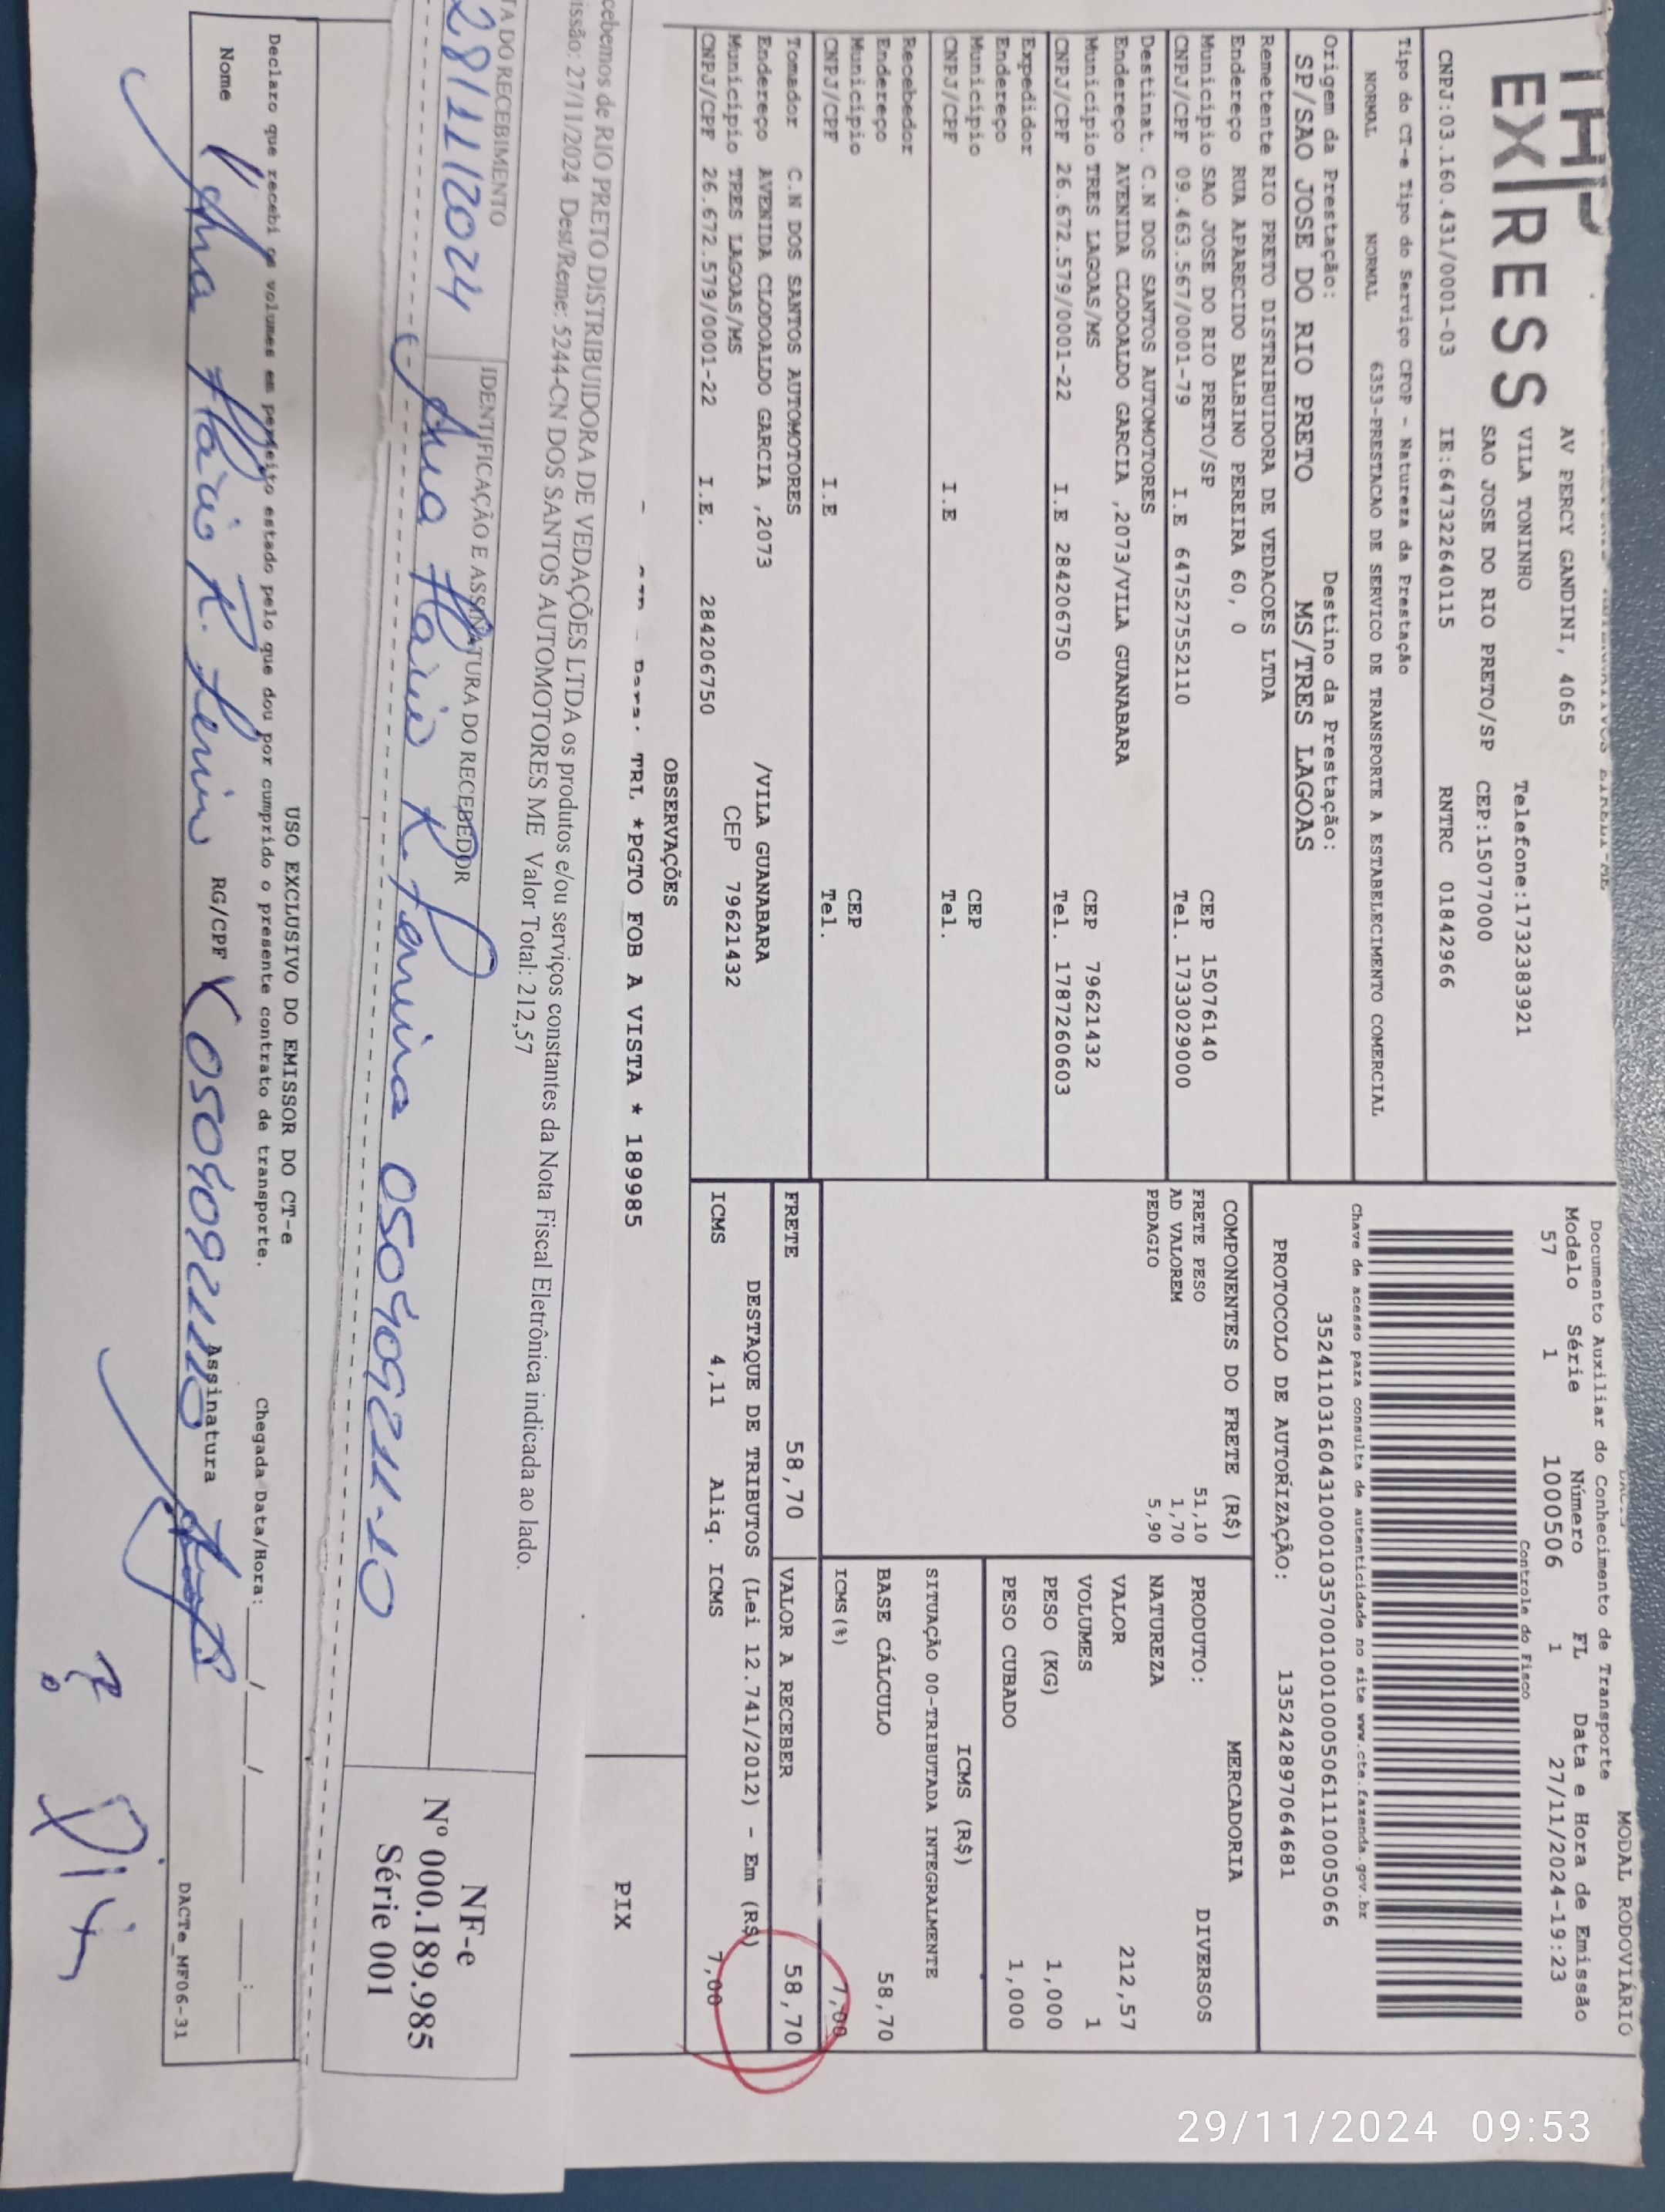 MODAL RODOVIÁRIO
EXPRESS
AV PERCY GANDINI, 4065
VILA TONINHO Telefone:1732383921
SAO JOSE DO RIO PRETO/SP CEP:15077000
CNPJ:03.160.431/0001-03 IE:647322640115 RNTRC 01842966
Documento Auxiliar do Conhecimento de Transporte
Modelo Série Número FL Data e Hora de Emissão
57 1 1000506 1 27/11/2024-19:23
Controle do Fisco
Tipo do CT-e Tipo do Serviço CFOP - Natureza da Prestação
NORMAL NORMAL 6353-PRESTACAO DE SERVICO DE TRANSPORTE A ESTABELECIMENTO COMERCIAL
Chave de acesso para consulta de autenticidade no site www.cte.fazenda.gov.br
35241103160431000103570010010005061110005066
Origem da Prestação: Destino da Prestação:
SP/SAO JOSE DO RIO PRETO MS/TRES LAGOAS
PROTOCOLO DE AUTORIZAÇÃO: 135242897064681
Remetente RIO PRETO DISTRIBUIDORA DE VEDACOES LTDA
Endereço RUA APARECIDO BALBINO PEREIRA 60, 0
Município SAO JOSE DO RIO PRETO/SP CEP 15076140
CNPJ/CPF 09.463.567/0001-79 I.E 647527552110 Tel. 1733029000
Destinat. C.N DOS SANTOS AUTOMOTORES
Endereço AVENIDA CLODOALDO GARCIA ,2073/VILA GUANABARA
Município TRES LAGOAS/MS CEP 79621432
CNPJ/CPF 26.672.579/0001-22 I.E 284206750 Tel. 1787260603
Expedidor
Endereço
Município CEP
CNPJ/CPF I.E Tel.
Recebedor
Endereço
Município CEP
CNPJ/CPF I.E Tel.
Tomador C.N DOS SANTOS AUTOMOTORES
Endereço AVENIDA CLODOALDO GARCIA ,2073 /VILA GUANABARA
Município TRES LAGOAS/MS CEP 79621432
CNPJ/CPF 26.672.579/0001-22 I.E. 284206750
COMPONENTES DO FRETE (R$)
FRETE PESO 51,10
AD VALOREM 1,70
PEDAGIO 5,90
MERCADORIA
PRODUTO: DIVERSOS
NATUREZA
VALOR 212,57
VOLUMES 1
PESO (KG) 1,000
PESO CUBADO 1,000
ICMS (R$)
SITUAÇÃO 00-TRIBUTADA INTEGRALMENTE
BASE CÁLCULO 58,70
ICMS(%) 7,00
FRETE 58,70 VALOR A RECEBER 58,70
DESTAQUE DE TRIBUTOS (Lei 12.741/2012) - Em (R$)
ICMS 4,11 Aliq. ICMS 7,00
OBSERVAÇÕES
TRL *PGTO FOB A VISTA * 189985
PIX
cebemos de RIO PRETO DISTRIBUIDORA DE VEDAÇÕES LTDA os produtos e/ou serviços constantes da Nota Fiscal Eletrônica indicada ao lado.
issão: 27/11/2024 Dest/Reme: 5244-CN DOS SANTOS AUTOMOTORES ME Valor Total: 212,57
TA DO RECEBIMENTO IDENTIFICAÇÃO E ASSINATURA DO RECEBEDOR
28/11/2024
NF-e
Nº 000.189.985
Série 001
USO EXCLUSIVO DO EMISSOR DO CT-e
Declaro que recebi os volumes em perfeito estado pelo que dou por cumprido o presente contrato de transporte. Chegada Data/Hora:___/___/___ __:__
Nome RG/CPF Assinatura
DACTe_MF06-31
29/11/2024 09:53